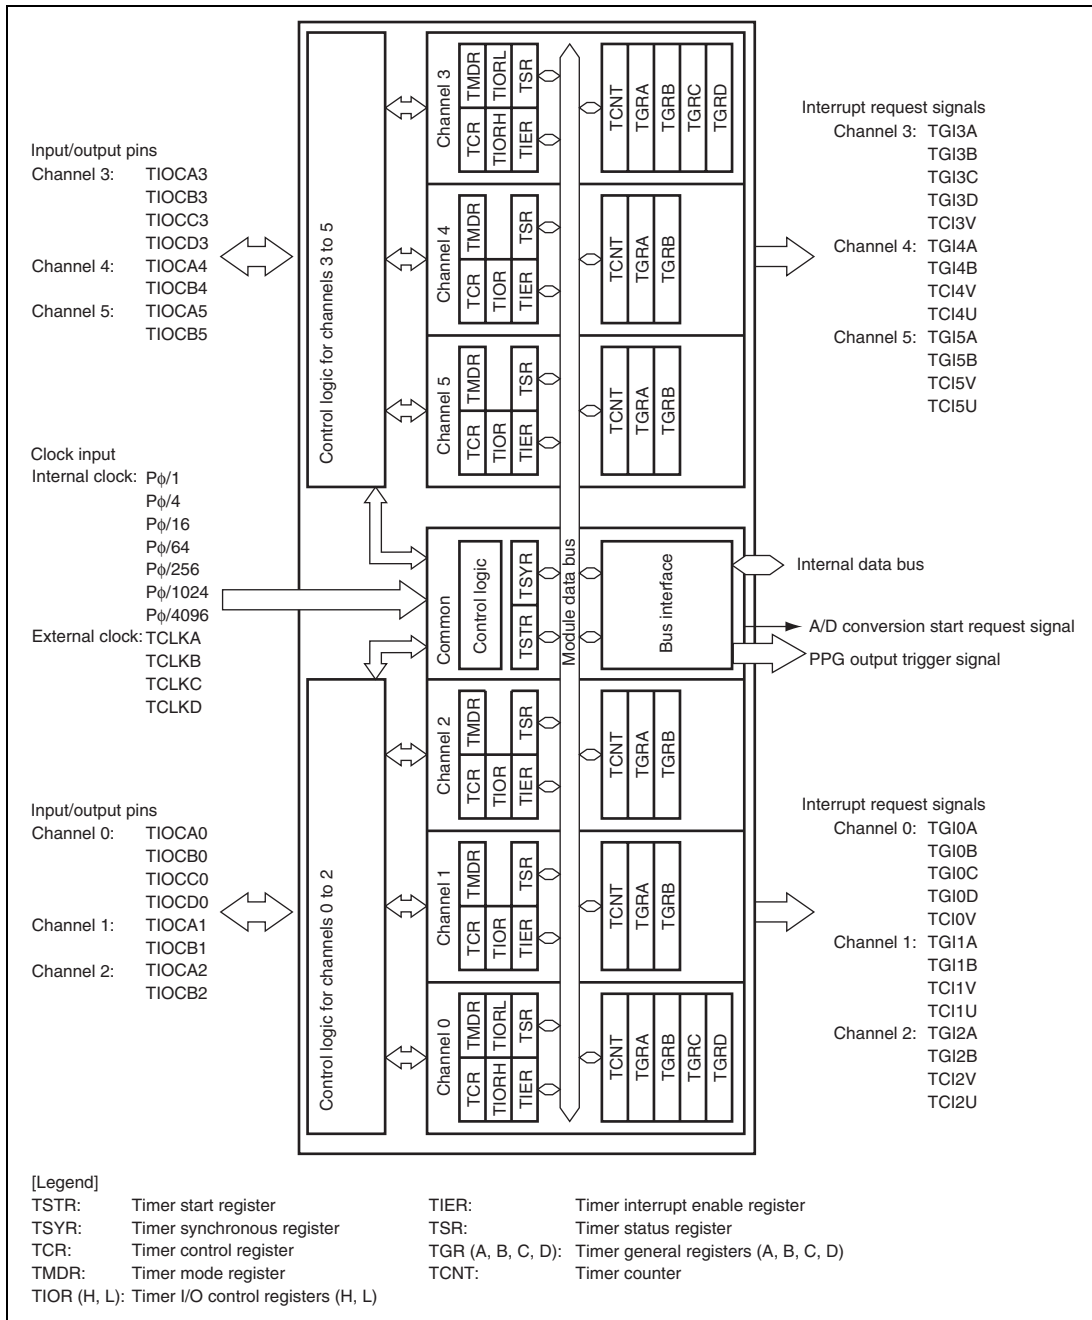 Input/output pins
Channel 3: TIOCA3
TIOCB3
TIOCC3
TIOCD3
Channel 4: TIOCA4
TIOCB4
Channel 5: TIOCA5
TIOCB5
Clock input
Internal clock: Pφ/1
Pφ/4
Pφ/16
Pφ/64
Pφ/256
Pφ/1024
Pφ/4096
External clock: TCLKA
TCLKB
TCLKC
TCLKD
Input/output pins
Channel 0: TIOCA0
TIOCB0
TIOCC0
TIOCD0
Channel 1: TIOCA1
TIOCB1
Channel 2: TIOCA2
TIOCB2
Control logic for channels 3 to 5
Control logic for channels 0 to 2
Channel 3
TCR TMDR
TIORH TIORL
TIER TSR
TCNT
TGRA
TGRB
TGRC
TGRD
Channel 4
TCR TMDR
TIOR
TIER TSR
TCNT
TGRA
TGRB
Channel 5
TCR TMDR
TIOR
TIER TSR
TCNT
TGRA
TGRB
Common
Control logic
TSTR TSYR
Module data bus
Bus interface
Channel 2
TCR TMDR
TIOR
TIER TSR
TCNT
TGRA
TGRB
Channel 1
TCR TMDR
TIOR
TIER TSR
TCNT
TGRA
TGRB
Channel 0
TCR TMDR
TIORH TIORL
TIER TSR
TCNT
TGRA
TGRB
TGRC
TGRD
Interrupt request signals
Channel 3: TGI3A
TGI3B
TGI3C
TGI3D
TCI3V
Channel 4: TGI4A
TGI4B
TCI4V
TCI4U
Channel 5: TGI5A
TGI5B
TCI5V
TCI5U
Internal data bus
A/D conversion start request signal
PPG output trigger signal
Interrupt request signals
Channel 0: TGI0A
TGI0B
TGI0C
TGI0D
TCI0V
Channel 1: TGI1A
TGI1B
TCI1V
TCI1U
Channel 2: TGI2A
TGI2B
TCI2V
TCI2U
[Legend]
TSTR: Timer start register
TSYR: Timer synchronous register
TCR: Timer control register
TMDR: Timer mode register
TIOR (H, L): Timer I/O control registers (H, L)
TIER: Timer interrupt enable register
TSR: Timer status register
TGR (A, B, C, D): Timer general registers (A, B, C, D)
TCNT: Timer counter